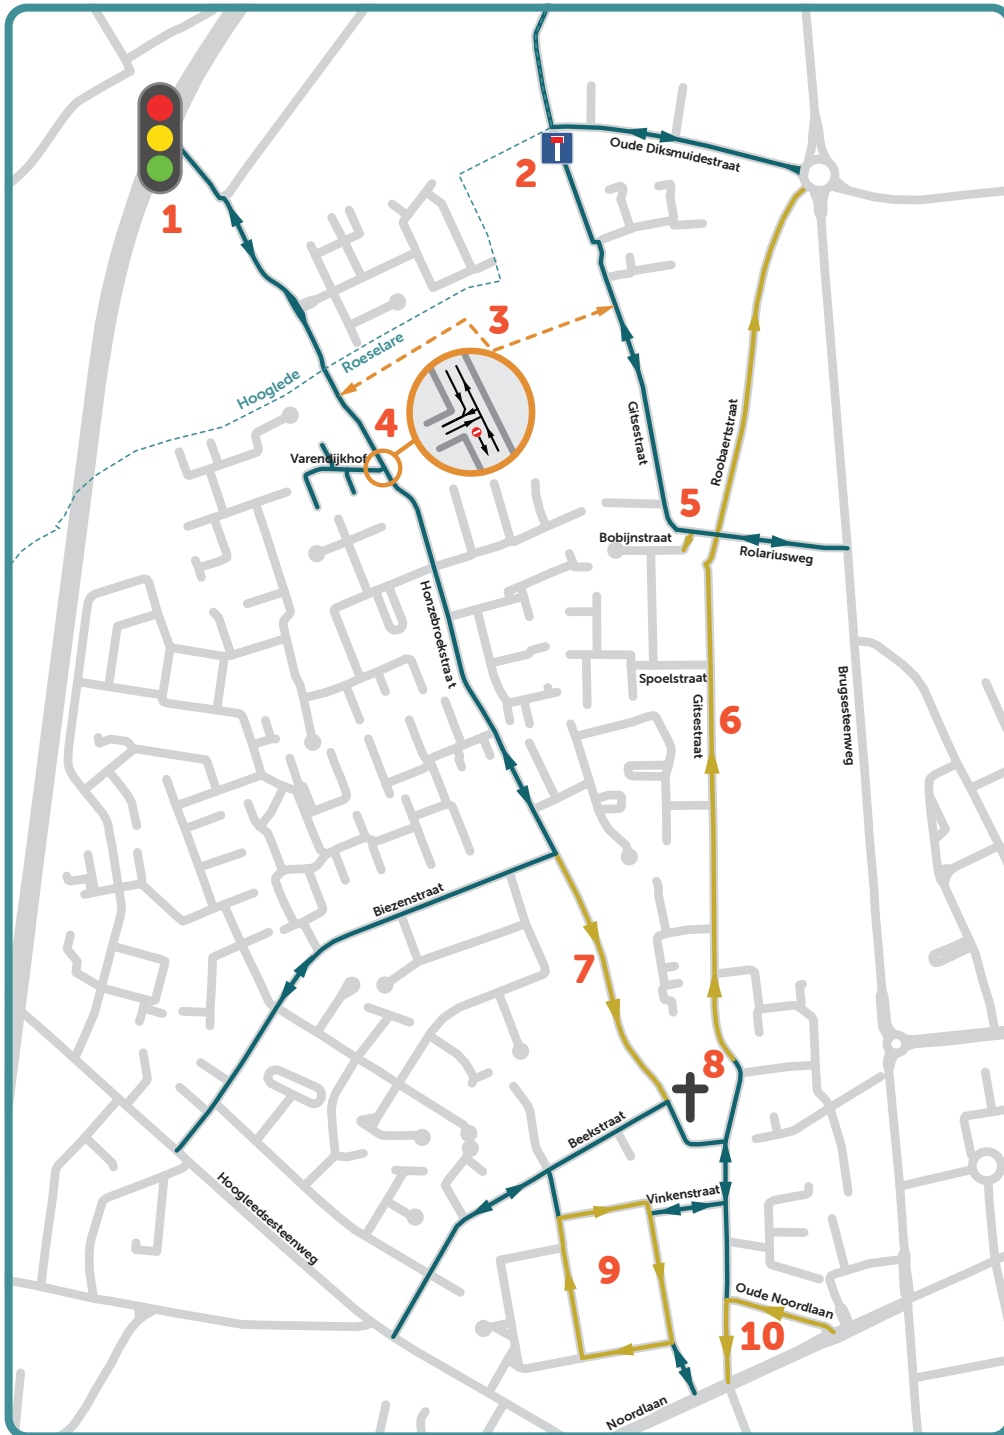 Oude Diksmuidestraat
2
1
3
Roeselare
Hooglede
4
Varendijkhof
Gitsestraat
Roobaertstraat
5
Bobijnstraat
Rolariusweg
Honzebroekstraat
Spoelstraat
Gitsestraat
6
Brugsesteenweg
Biezenstraat
7
8
Beekstraat
Hoogleedsesteenweg
Vinkenstraat
9
Oude Noordlaan
10
Noordlaan